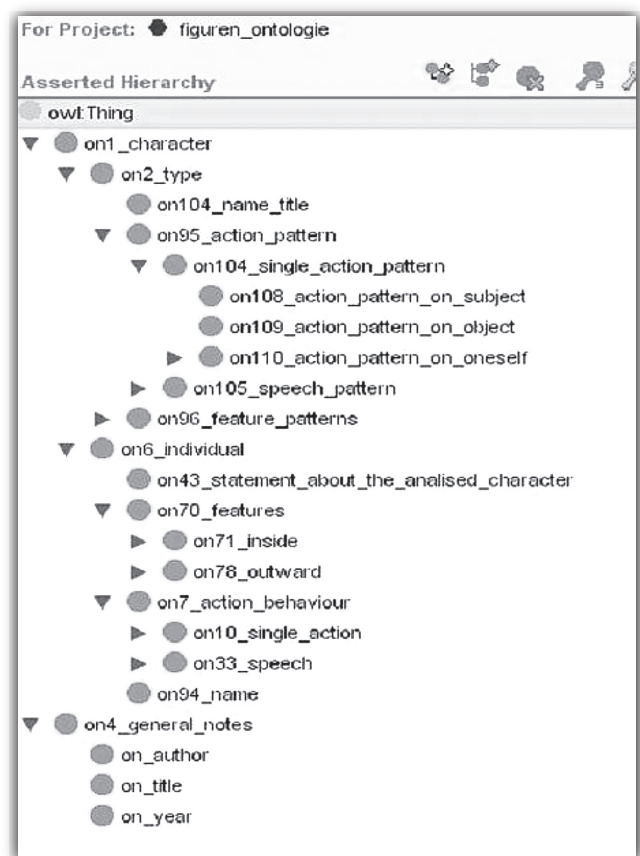 For Project: figuren_ontologie
Asserted Hierarchy
owl:Thing
on1_character
on2_type
on104_name_title
on95_action_pattern
on104_single_action_pattern
on108_action_pattern_on_subject
on109_action_pattern_on_object
on110_action_pattern_on_oneself
on105_speech_pattern
on96_feature_patterns
on6_individual
on43_statement_about_the_analised_character
on70_features
on71_inside
on78_outward
on7_action_behaviour
on10_single_action
on33_speech
on94_name
on4_general_notes
on_author
on_title
on_year